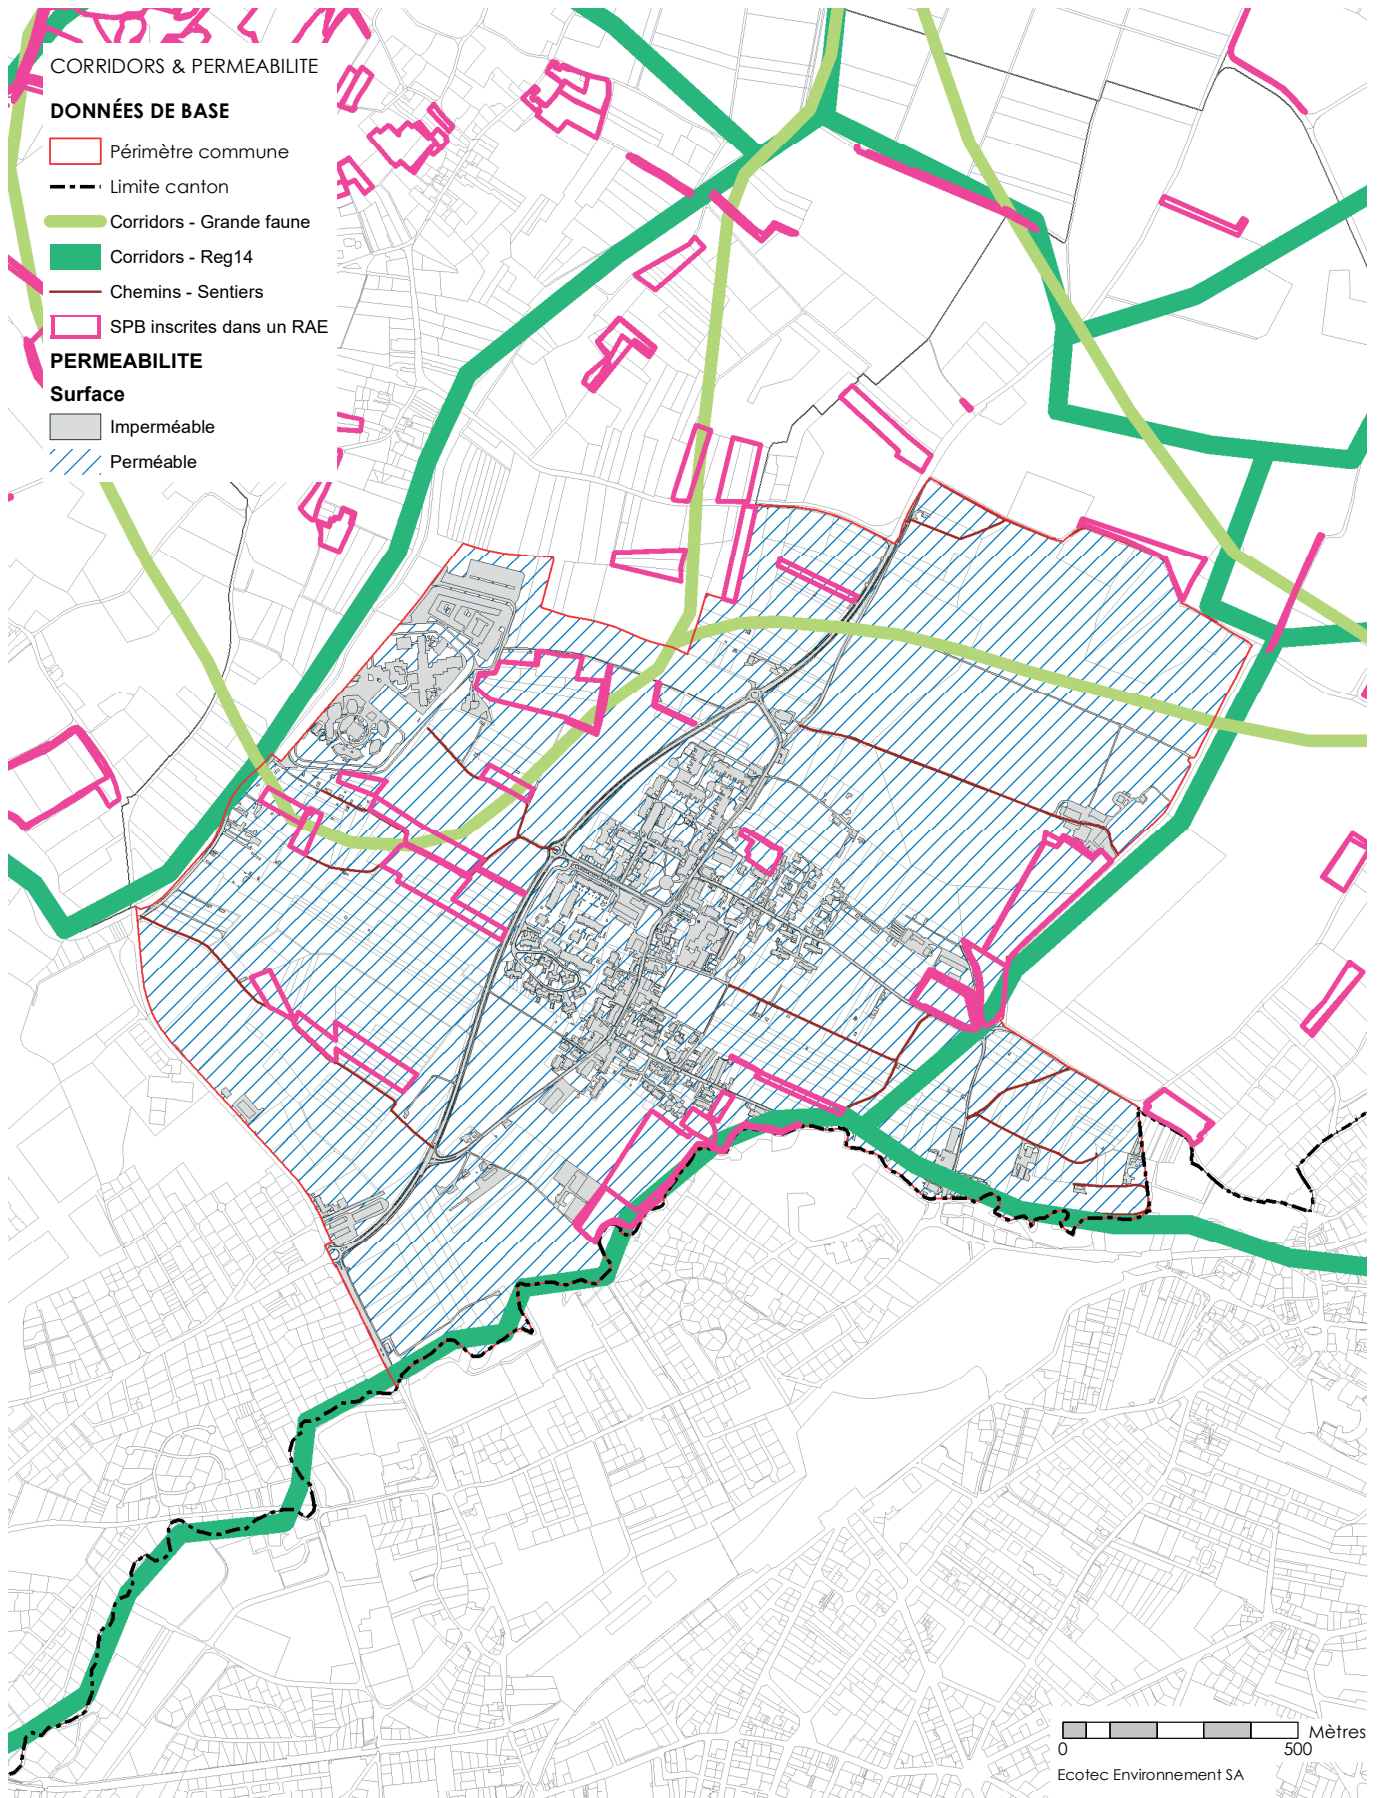 CORRIDORS & PERMEABILITE
DONNÉES DE BASE
Périmètre commune
Limite canton
Corridors - Grande faune
Corridors - Reg14
Chemins - Sentiers
SPB inscrites dans un RAE
PERMEABILITE
Surface
Imperméable
Perméable
Mètres
0 500
Ecotec Environnement SA